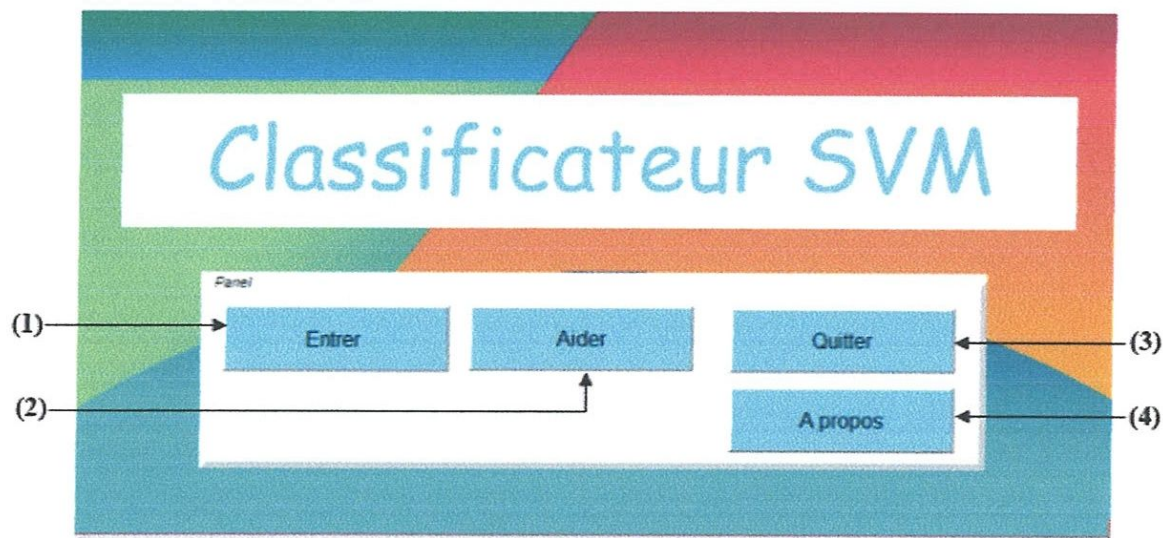 Classificateur SVM
Panel
(1) Entrer Aider Quitter (3)
(2) A propos (4)